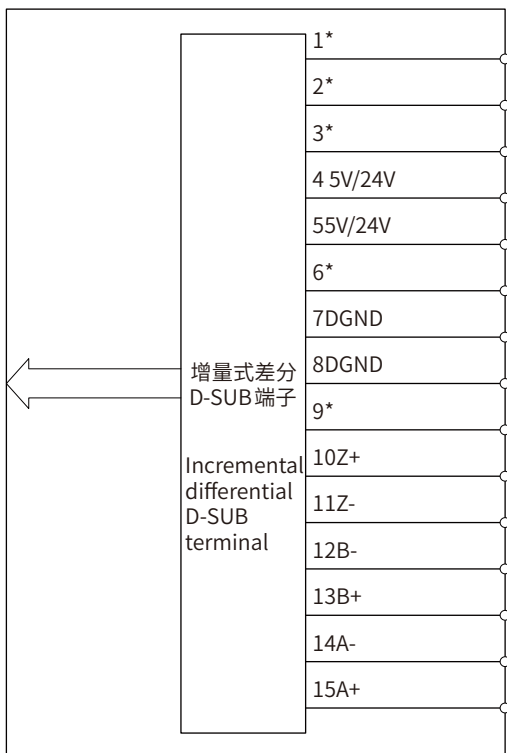 1*
2*
3*
4 5V/24V
55V/24V
6*
7DGND
8DGND
9*
10Z+
11Z-
12B-
13B+
14A-
15A+
增量式差分
D-SUB端子
Incremental
differential
D-SUB
terminal